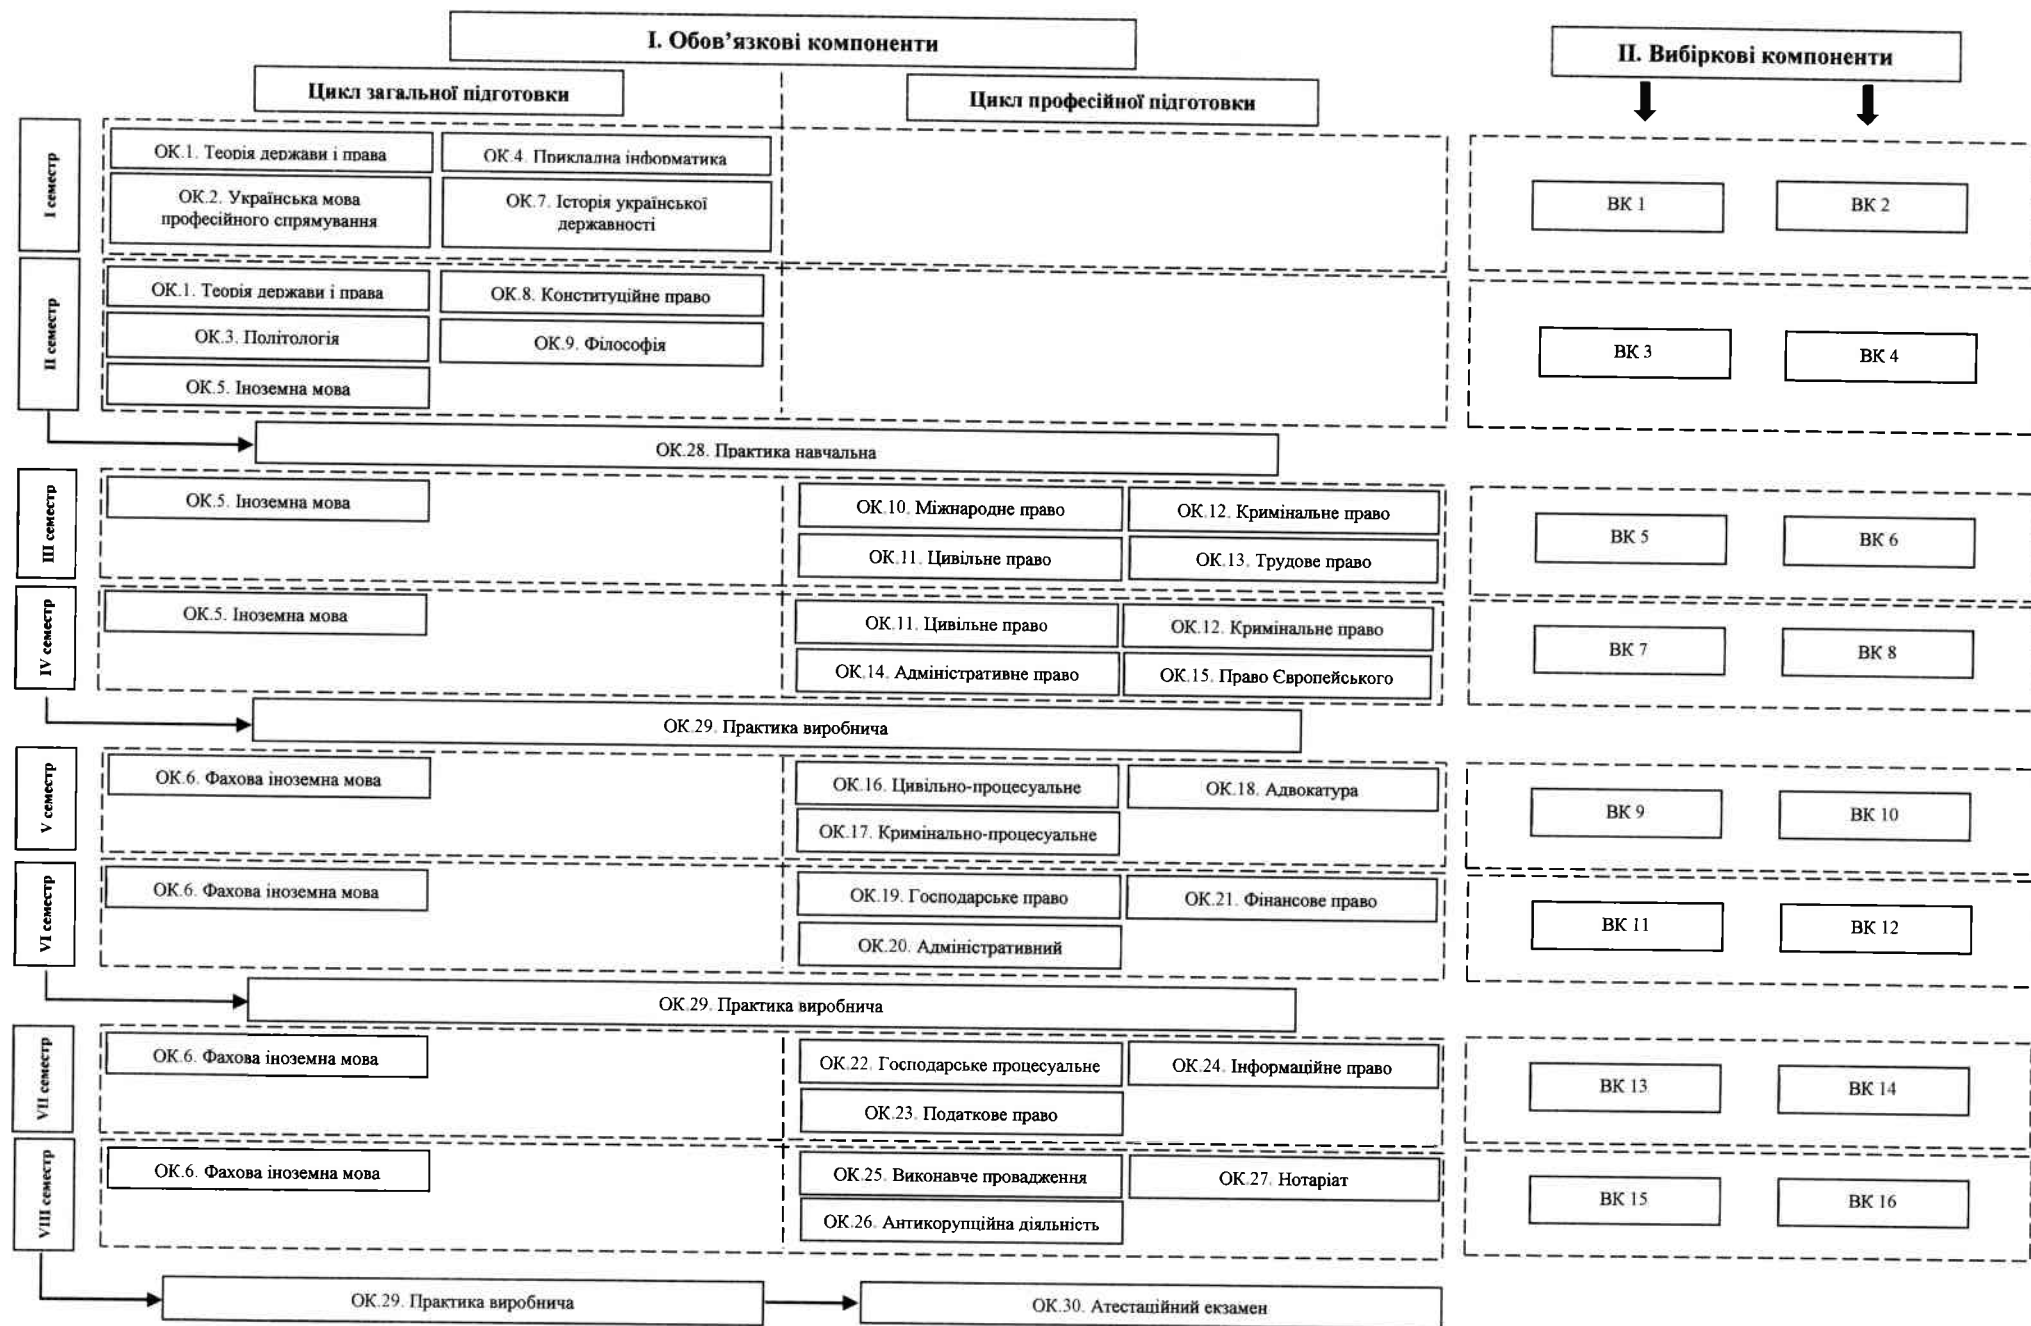 I. Обов’язкові компоненти
II. Вибіркові компоненти
Цикл загальної підготовки
Цикл професійної підготовки
I семестр
ОК.1. Теорія держави і права
ОК.4. Прикладна інформатика
ОК.2. Українська мова
професійного спрямування
ОК.7. Історія української
державності
ВК 1
ВК 2
II семестр
ОК.1. Теорія держави і права
ОК.8. Конституційне право
ОК.3. Політологія
ОК.9. Філософія
ОК.5. Іноземна мова
ВК 3
ВК 4
ОК.28. Практика навчальна
III семестр
ОК.5. Іноземна мова
ОК.10. Міжнародне право
ОК.12. Кримінальне право
ОК.11. Цивільне право
ОК.13. Трудове право
ВК 5
ВК 6
IV семестр
ОК.5. Іноземна мова
ОК.11. Цивільне право
ОК.12. Кримінальне право
ОК.14. Адміністративне право
ОК.15. Право Європейського
ВК 7
ВК 8
ОК.29. Практика виробнича
V семестр
ОК.6. Фахова іноземна мова
ОК.16. Цивільно-процесуальне
ОК.18. Адвокатура
ОК.17. Кримінально-процесуальне
ВК 9
ВК 10
VI семестр
ОК.6. Фахова іноземна мова
ОК.19. Господарське право
ОК.21. Фінансове право
ОК.20. Адміністративний
ВК 11
ВК 12
ОК.29. Практика виробнича
VII семестр
ОК.6. Фахова іноземна мова
ОК.22. Господарське процесуальне
ОК.24. Інформаційне право
ОК.23. Податкове право
ВК 13
ВК 14
VIII семестр
ОК.6. Фахова іноземна мова
ОК.25. Виконавче провадження
ОК.27. Нотаріат
ОК.26. Антикорупційна діяльність
ВК 15
ВК 16
ОК.29. Практика виробнича
ОК.30. Атестаційний екзамен